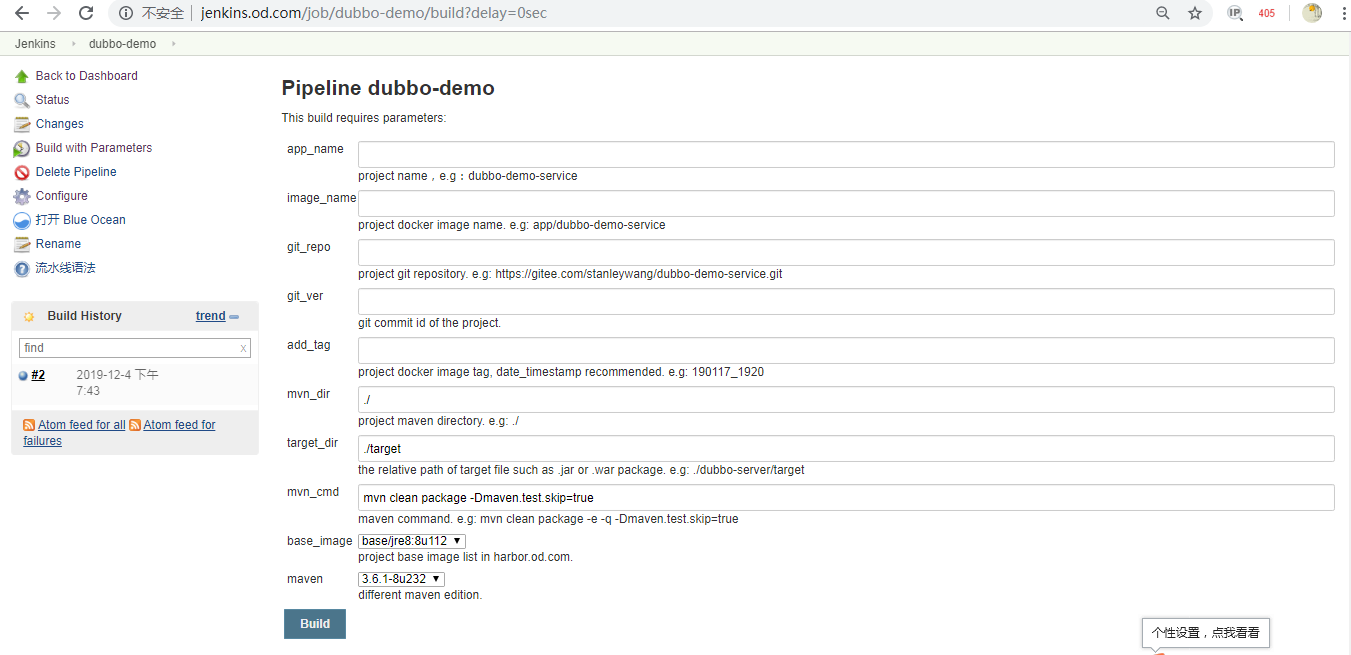 不安全 jenkins.od.com/job/dubbo-demo/build?delay=0sec IP 405
Jenkins dubbo-demo
Back to Dashboard
Status
Changes
Build with Parameters
Delete Pipeline
Configure
打开 Blue Ocean
Rename
流水线语法
Build History trend
find x
#2 2019-12-4 下午
7:43
Atom feed for all Atom feed for
failures
Pipeline dubbo-demo
This build requires parameters:
app_name
project name，e.g：dubbo-demo-service
image_name
project docker image name. e.g: app/dubbo-demo-service
git_repo
project git repository. e.g: https://gitee.com/stanleywang/dubbo-demo-service.git
git_ver
git commit id of the project.
add_tag
project docker image tag, date_timestamp recommended. e.g: 190117_1920
mvn_dir ./
project maven directory. e.g: ./
target_dir ./target
the relative path of target file such as .jar or .war package. e.g: ./dubbo-server/target
mvn_cmd mvn clean package -Dmaven.test.skip=true
maven command. e.g: mvn clean package -e -q -Dmaven.test.skip=true
base_image base/jre8:8u112
project base image list in harbor.od.com.
maven 3.6.1-8u232
different maven edition.
Build
个性设置，点我看看